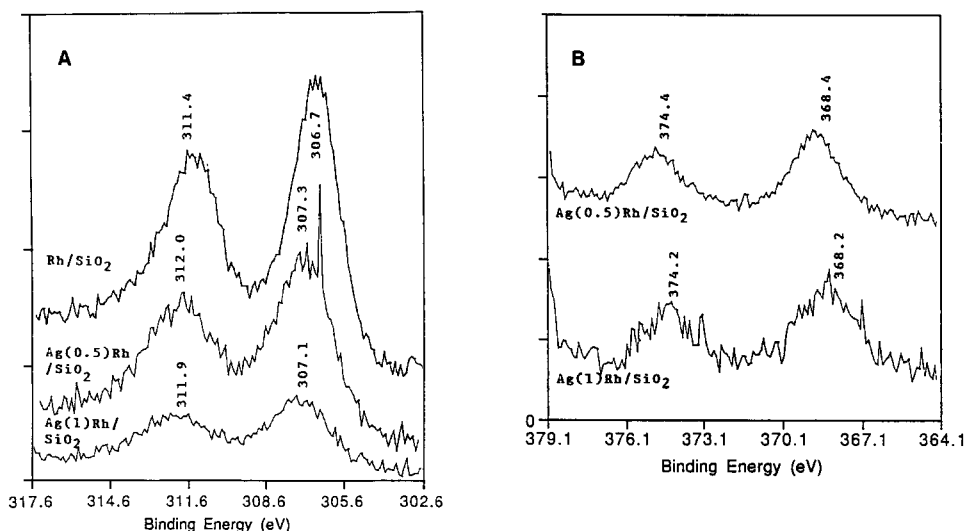 A
311.4
306.7
307.3
312.0
Rh/SiO2
Ag(0.5)Rh
/SiO2
311.9
307.1
Ag(1)Rh/
SiO2
317.6 314.6 311.6 308.6 305.6 302.6
Binding Energy (eV)
B
374.4
368.4
Ag(0.5)Rh/SiO2
374.2
368.2
Ag(1)Rh/SiO2
0
379.1 376.1 373.1 370.1 367.1 364.1
Binding Energy (eV)